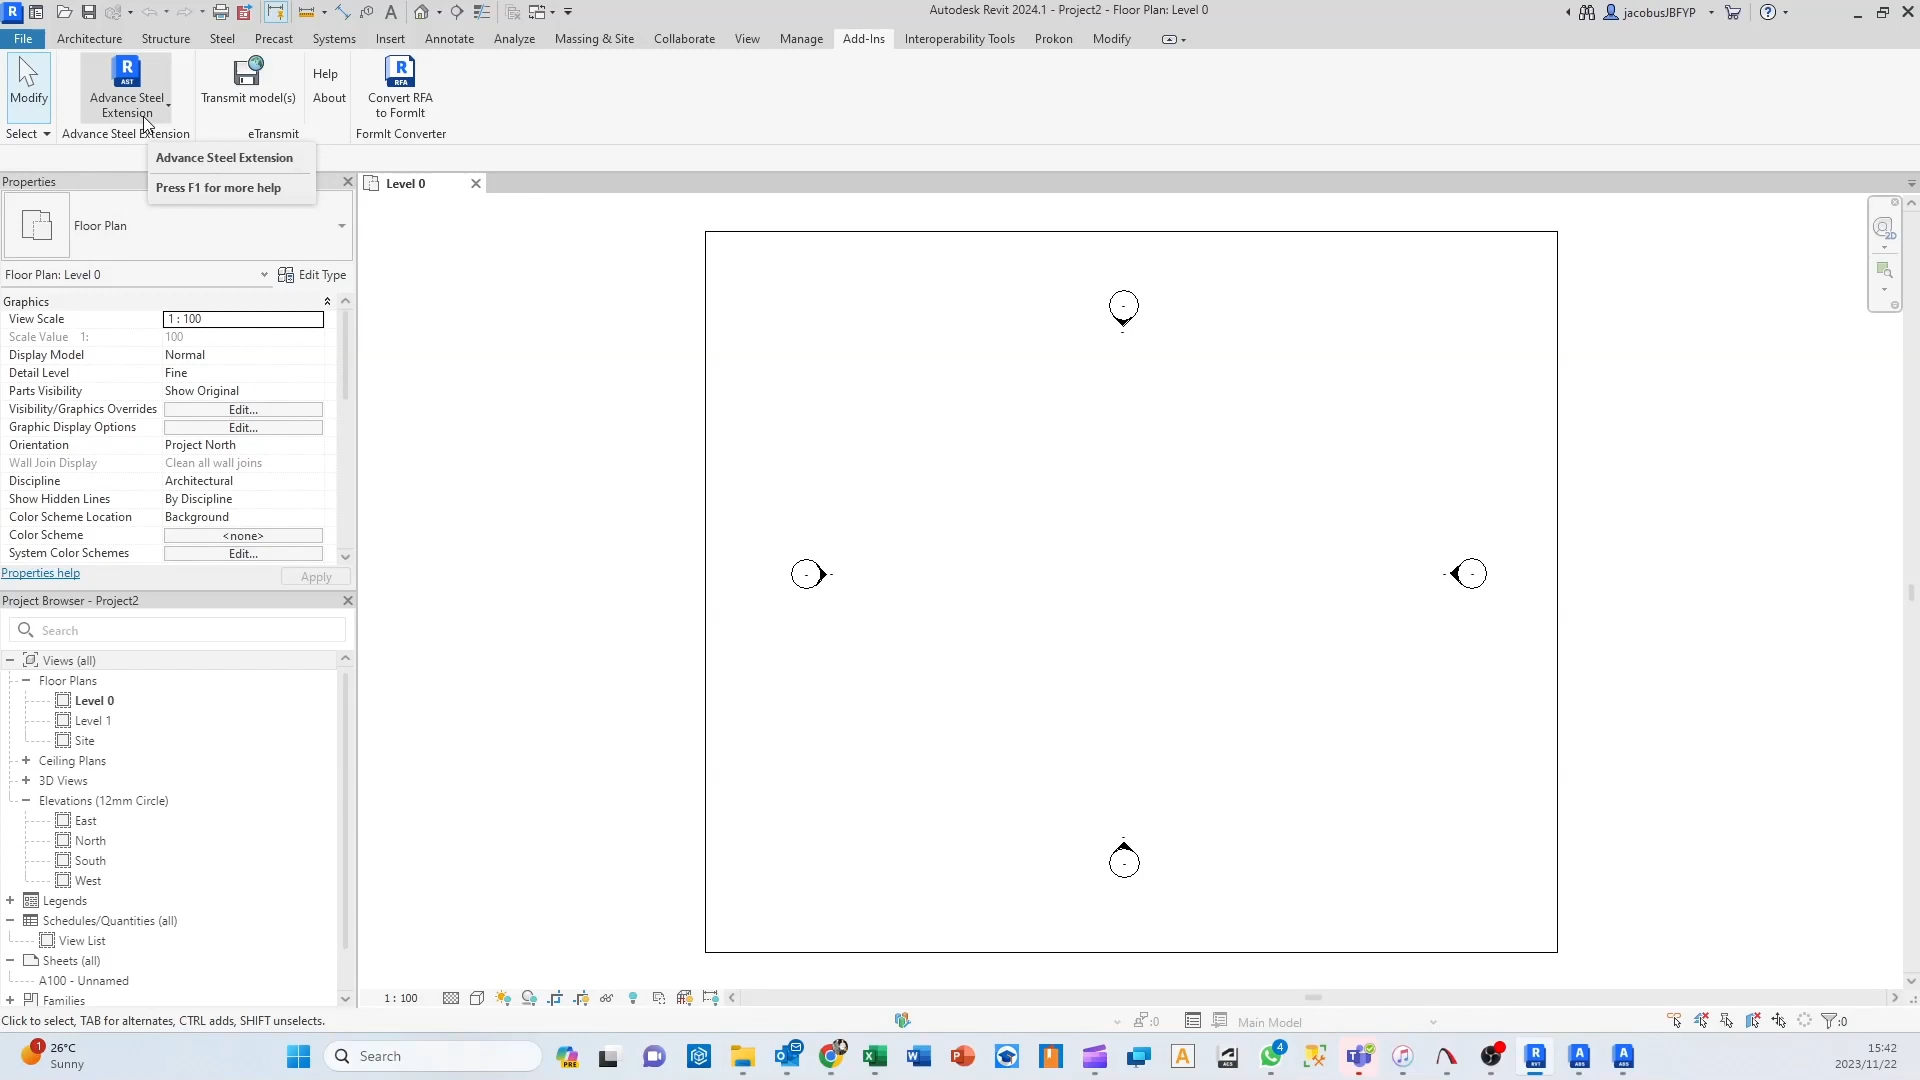 Autodesk Revit 2024.1 - Project2 - Floor Plan: Level 0
jacobusJBFYP
File Architecture Structure Steel Precast Systems Insert Annotate Analyze Massing & Site Collaborate View Manage Add-Ins Interoperability Tools Prokon Modify
Modify
Advance Steel
Extension
Transmit model(s)
Help
About
Convert RFA
to FormIt
Select
Advance Steel Extension
eTransmit
FormIt Converter
Advance Steel Extension
Press F1 for more help
Properties
Level 0
Floor Plan
Floor Plan: Level 0
Edit Type
Graphics
View Scale 1 : 100
Scale Value 1: 100
Display Model Normal
Detail Level Fine
Parts Visibility Show Original
Visibility/Graphics Overrides Edit...
Graphic Display Options Edit...
Orientation Project North
Wall Join Display Clean all wall joins
Discipline Architectural
Show Hidden Lines By Discipline
Color Scheme Location Background
Color Scheme <none>
System Color Schemes Edit...
Properties help
Apply
Project Browser - Project2
Search
Views (all)
Floor Plans
Level 0
Level 1
Site
Ceiling Plans
3D Views
Elevations (12mm Circle)
East
North
South
West
Legends
Schedules/Quantities (all)
View List
Sheets (all)
A100 - Unnamed
Families
1 : 100
Click to select, TAB for alternates, CTRL adds, SHIFT unselects.
:0
Main Model
:0
26°C
Sunny
Search
15:42
2023/11/22